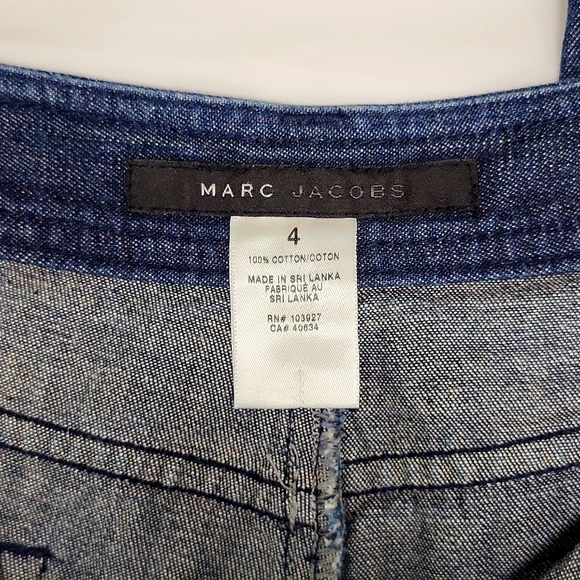 MARC JACOBS
4
100% COTTON/COTON
MADE IN SRI LANKA
FABRIQUÉ AU
SRI LANKA
RN# 103927
CA# 40634